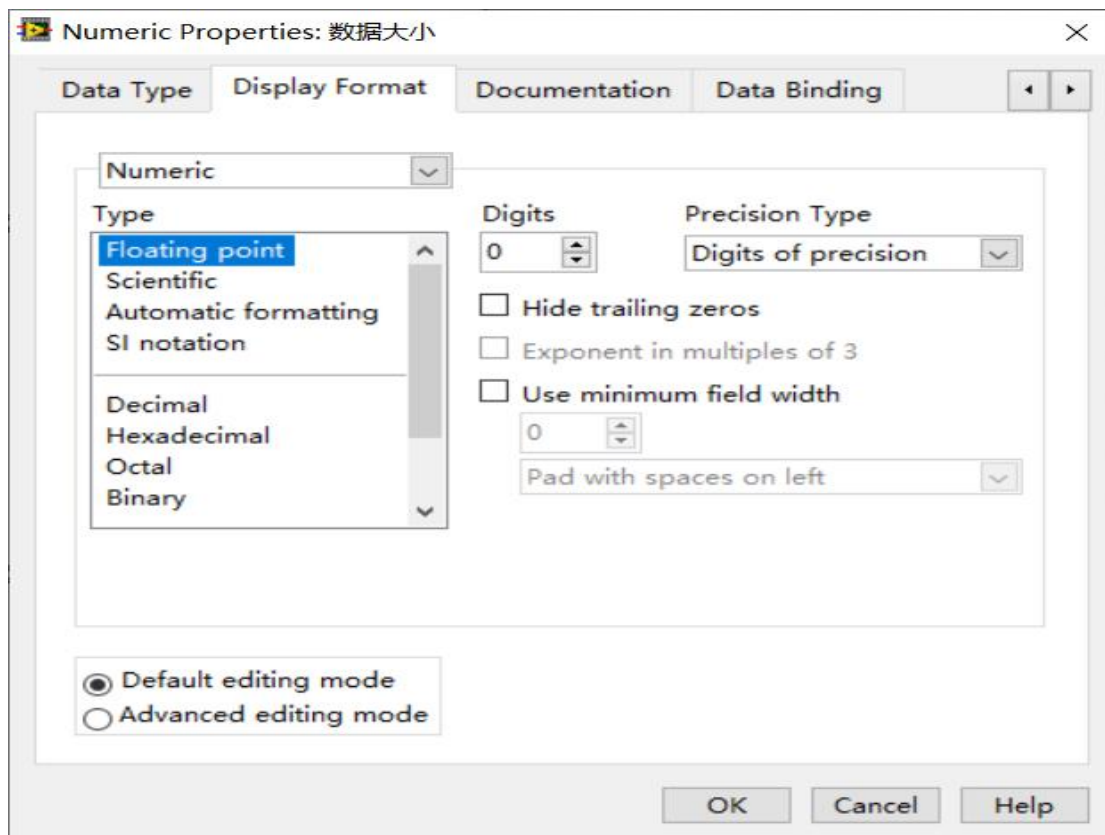 Numeric Properties: 数据大小
Data Type Display Format Documentation Data Binding
Numeric
Type Digits Precision Type
Floating point 0 Digits of precision
Scientific
Hide trailing zeros
Automatic formatting
SI notation
Exponent in multiples of 3
Use minimum field width
Decimal
0
Hexadecimal
Octal
Pad with spaces on left
Binary
Default editing mode
Advanced editing mode
OK Cancel Help